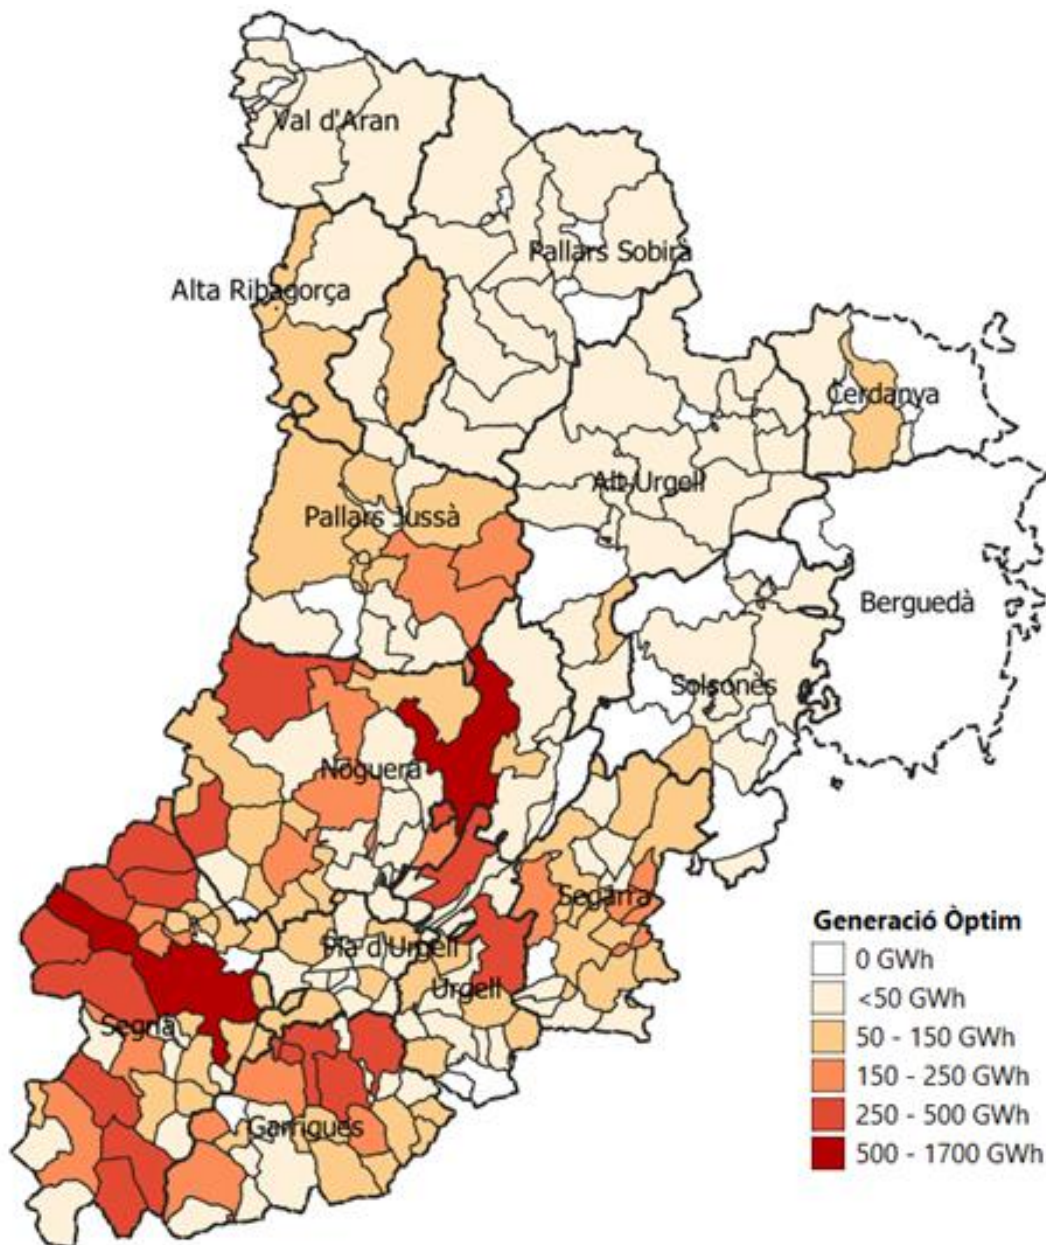 Val d'Aran
Pallars Sobirà
Alta Ribagorça
Cerdanya
Alt Urgell
Pallars Jussà
Berguedà
Solsonès
Noguera
Segarra
Pla d'Urgell
Urgell
Segrià
Garrigues
Generació Òptim
0 GWh
<50 GWh
50 - 150 GWh
150 - 250 GWh
250 - 500 GWh
500 - 1700 GWh